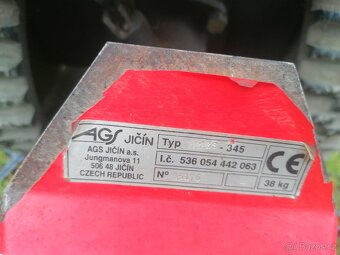 AGS JIČÍN
AGS JIČÍN a.s.
Jungmanova 11
506 48 JIČÍN
CZECH REPUBLIC
Typ - 345
I.č. 536 054 442 063
N°
CE
38 kg